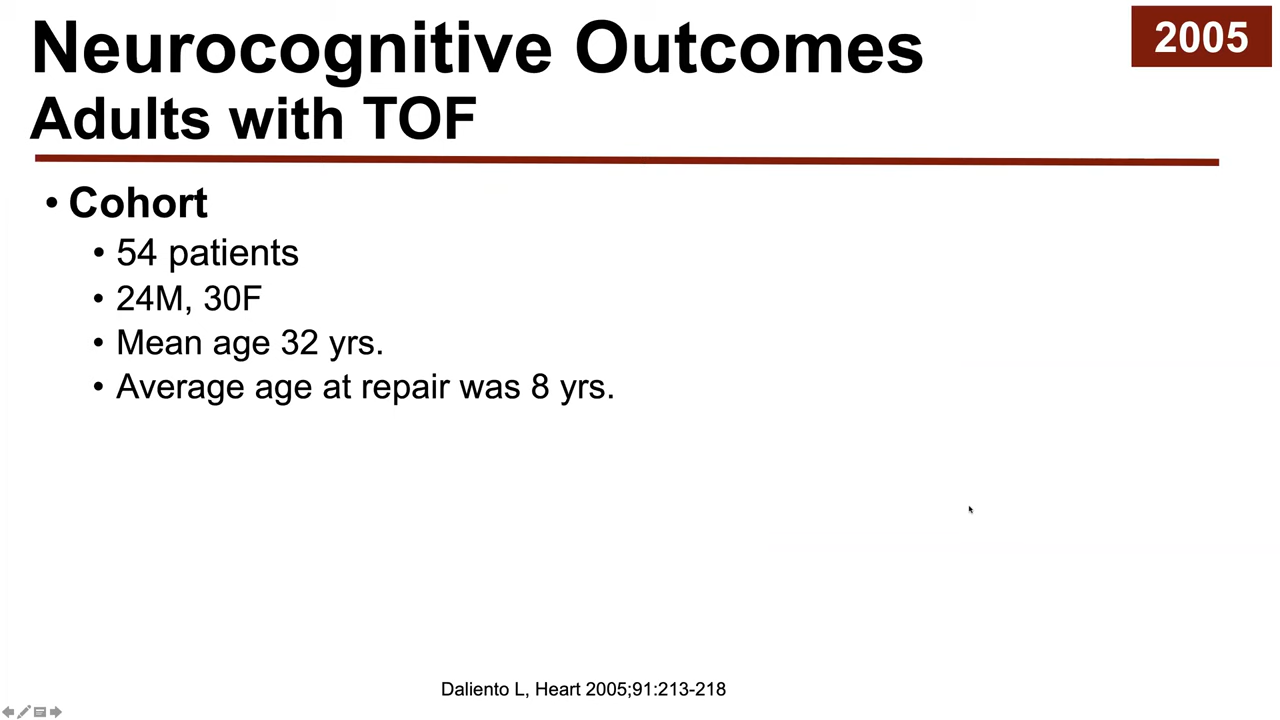 Neurocognitive Outcomes
2005
Adults with TOF
• Cohort
• 54 patients
• 24M, 30F
• Mean age 32 yrs.
• Average age at repair was 8 yrs.
Daliento L, Heart 2005;91:213-218